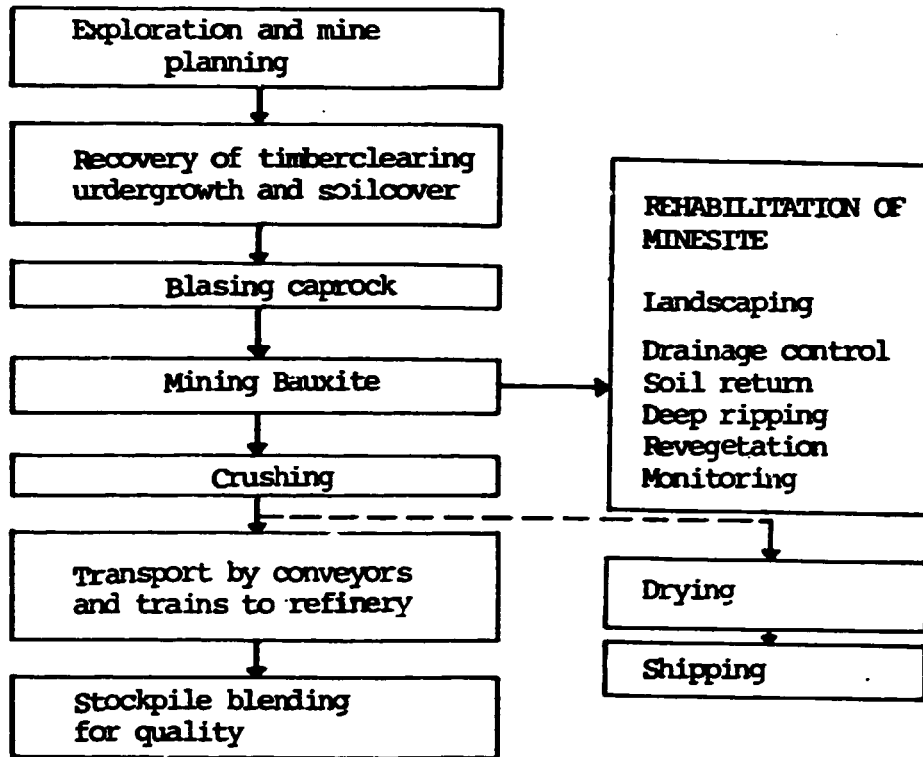 Exploration and mine
planning
Recovery of timberclearing
urdergrowth and soilcover
Blasing caprock
Mining Bauxite
Crushing
Transport by conveyors
and trains to refinery
Stockpile blending
for quality
REHABILITATION OF
MINESITE
Landscaping
Drainage control
Soil return
Deep ripping
Revegetation
Monitoring
Drying
Shipping